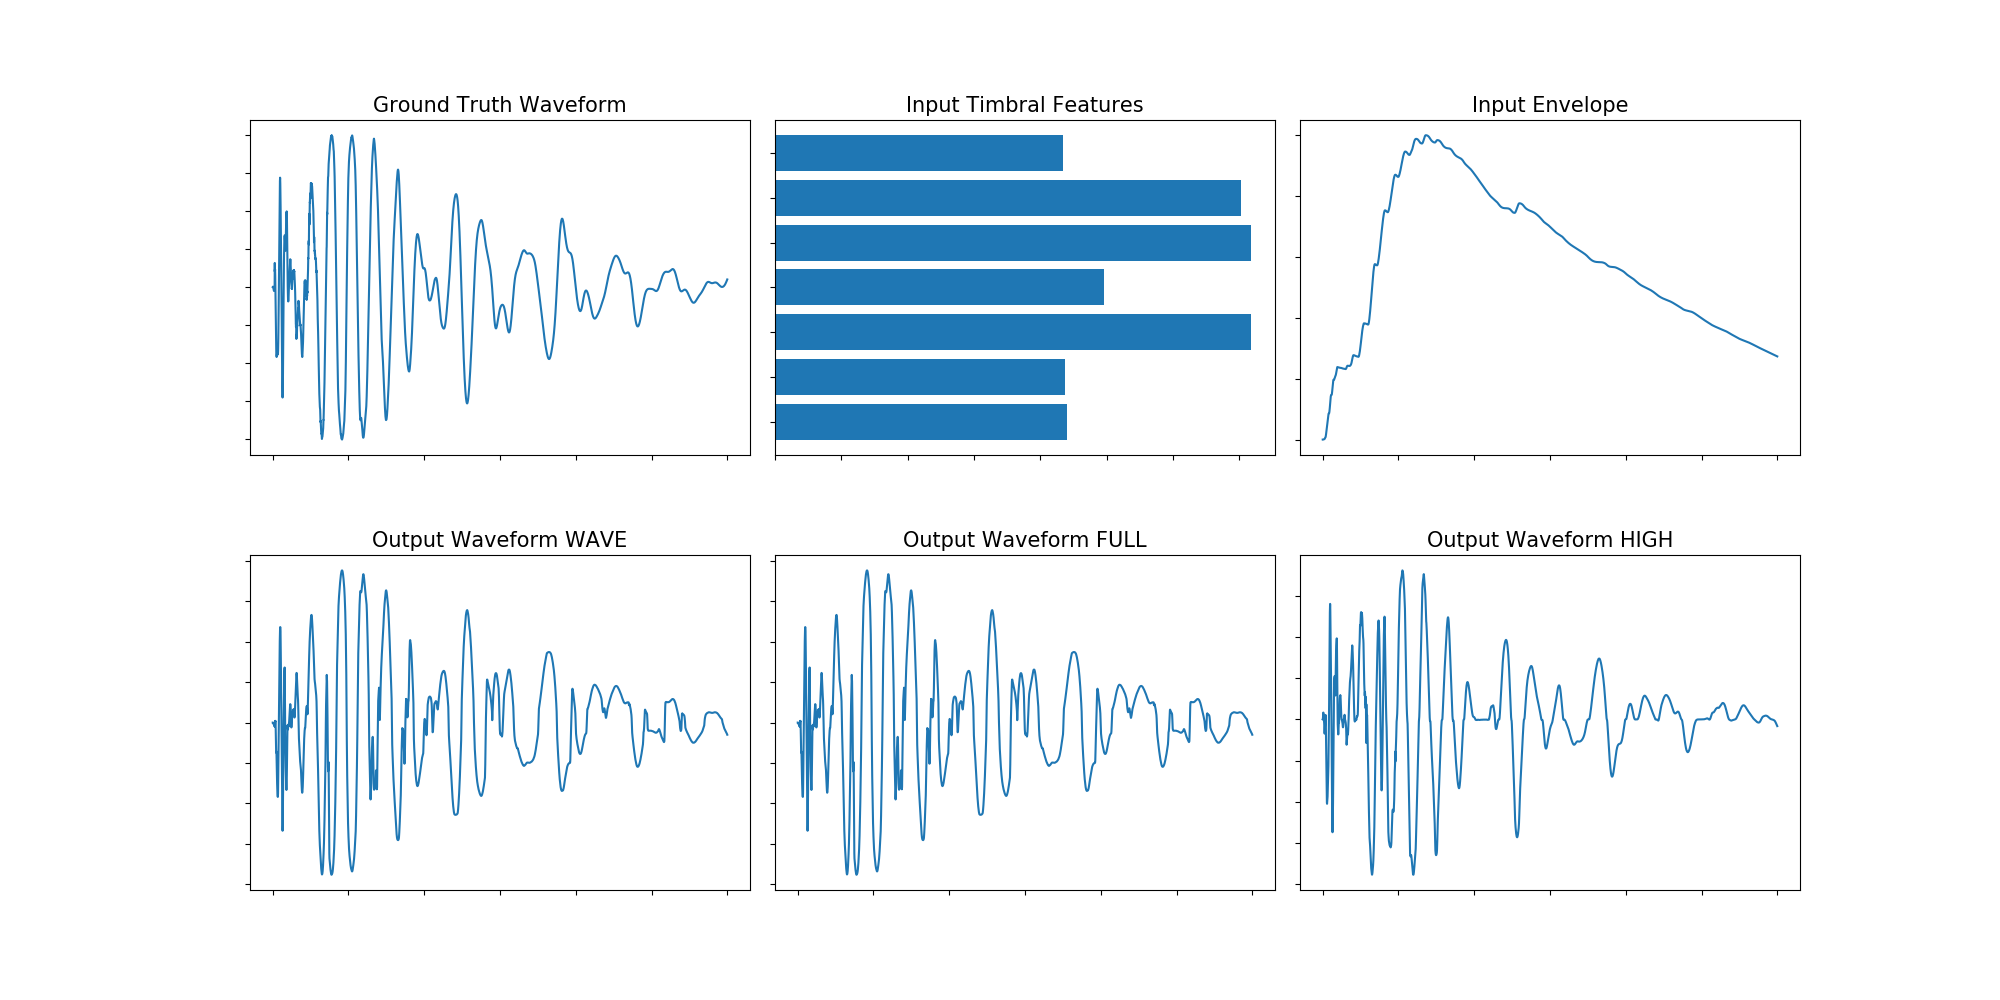 Ground Truth Waveform
Input Timbral Features
Input Envelope
Output Waveform WAVE
Output Waveform FULL
Output Waveform HIGH